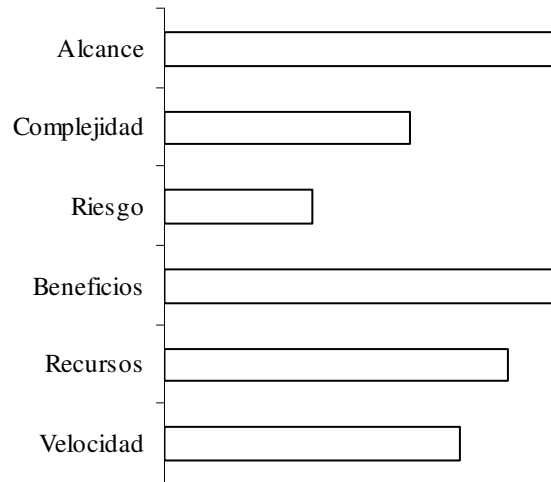 Alcance
Complejidad
Riesgo
Beneficios
Recursos
Velocidad